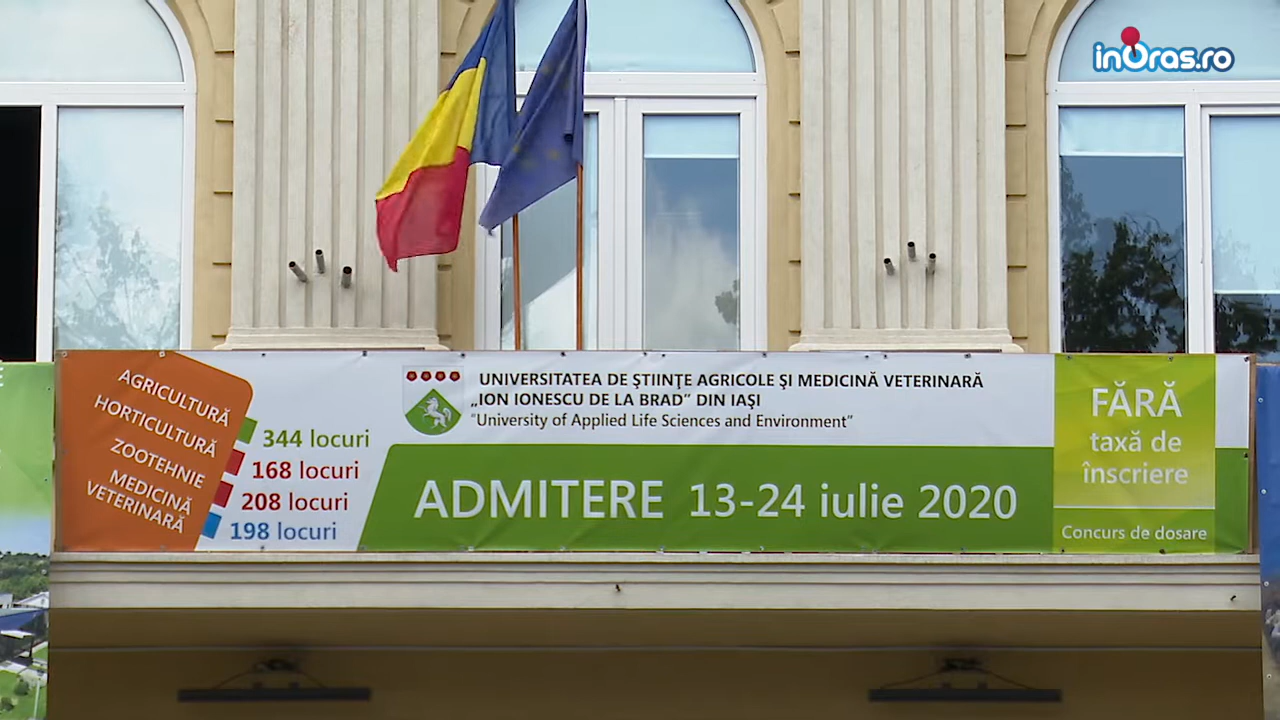 inOras.ro
AGRICULTURĂ
HORTICULTURĂ
ZOOTEHNIE
MEDICINĂ
VETERINARĂ
344 locuri
168 locuri
208 locuri
198 locuri
UNIVERSITATEA DE ŞTIINŢE AGRICOLE ŞI MEDICINĂ VETERINARĂ
„ION IONESCU DE LA BRAD” DIN IAŞI
“University of Applied Life Sciences and Environment”
ADMITERE 13-24 iulie 2020
FĂRĂ
taxă de
înscriere
Concurs de dosare